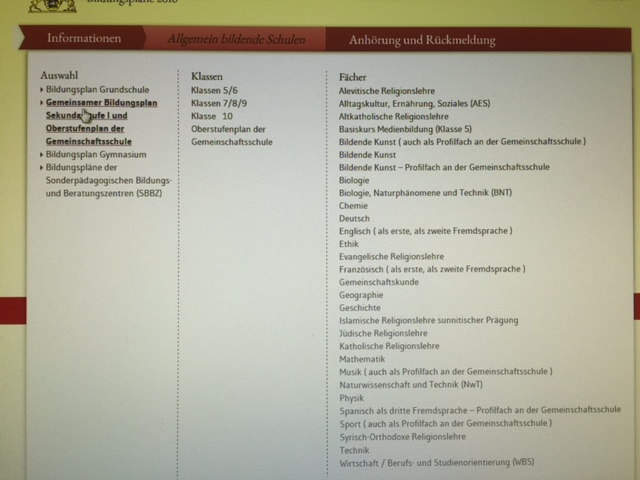 Bildungspläne 2016
Informationen
Allgemein bildende Schulen
Anhörung und Rückmeldung
Auswahl
Bildungsplan Grundschule
Gemeinsamer Bildungsplan
Sekundarstufe I und
Oberstufenplan der
Gemeinschaftsschule
Bildungsplan Gymnasium
Bildungspläne der
Sonderpädagogischen Bildungs-
und Beratungszentren (SBBZ)
Klassen
Klassen 5/6
Klassen 7/8/9
Klasse 10
Oberstufenplan der
Gemeinschaftsschule
Fächer
Alevitische Religionslehre
Alltagskultur, Ernährung, Soziales (AES)
Altkatholische Religionslehre
Basiskurs Medienbildung (Klasse 5)
Bildende Kunst ( auch als Profilfach an der Gemeinschaftsschule )
Bildende Kunst
Bildende Kunst – Profilfach an der Gemeinschaftsschule
Biologie
Biologie, Naturphänomene und Technik (BNT)
Chemie
Deutsch
Englisch ( als erste, als zweite Fremdsprache )
Ethik
Evangelische Religionslehre
Französisch ( als erste, als zweite Fremdsprache )
Gemeinschaftskunde
Geographie
Geschichte
Islamische Religionslehre sunnitischer Prägung
Jüdische Religionslehre
Katholische Religionslehre
Mathematik
Musik ( auch als Profilfach an der Gemeinschaftsschule )
Naturwissenschaft und Technik (NwT)
Physik
Spanisch als dritte Fremdsprache – Profilfach an der Gemeinschaftsschule
Sport ( auch als Profilfach an der Gemeinschaftsschule )
Syrisch-Orthodoxe Religionslehre
Technik
Wirtschaft / Berufs- und Studienorientierung (WBS)